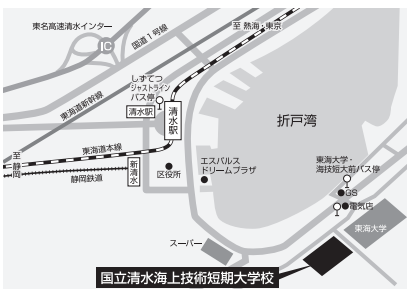 東名高速清水インター
IC
国道1号線
至 熱海・東京
しずてつ
ジャストライン
バス停
清水駅
清水駅
東海道新幹線
折戸湾
東海道本線
至
静岡
静岡鉄道
新清水
区役所
エスパルス
ドリームプラザ
東海大学・
海技短大前バス停
GS
電気店
東海大学
スーパー
国立清水海上技術短期大学校